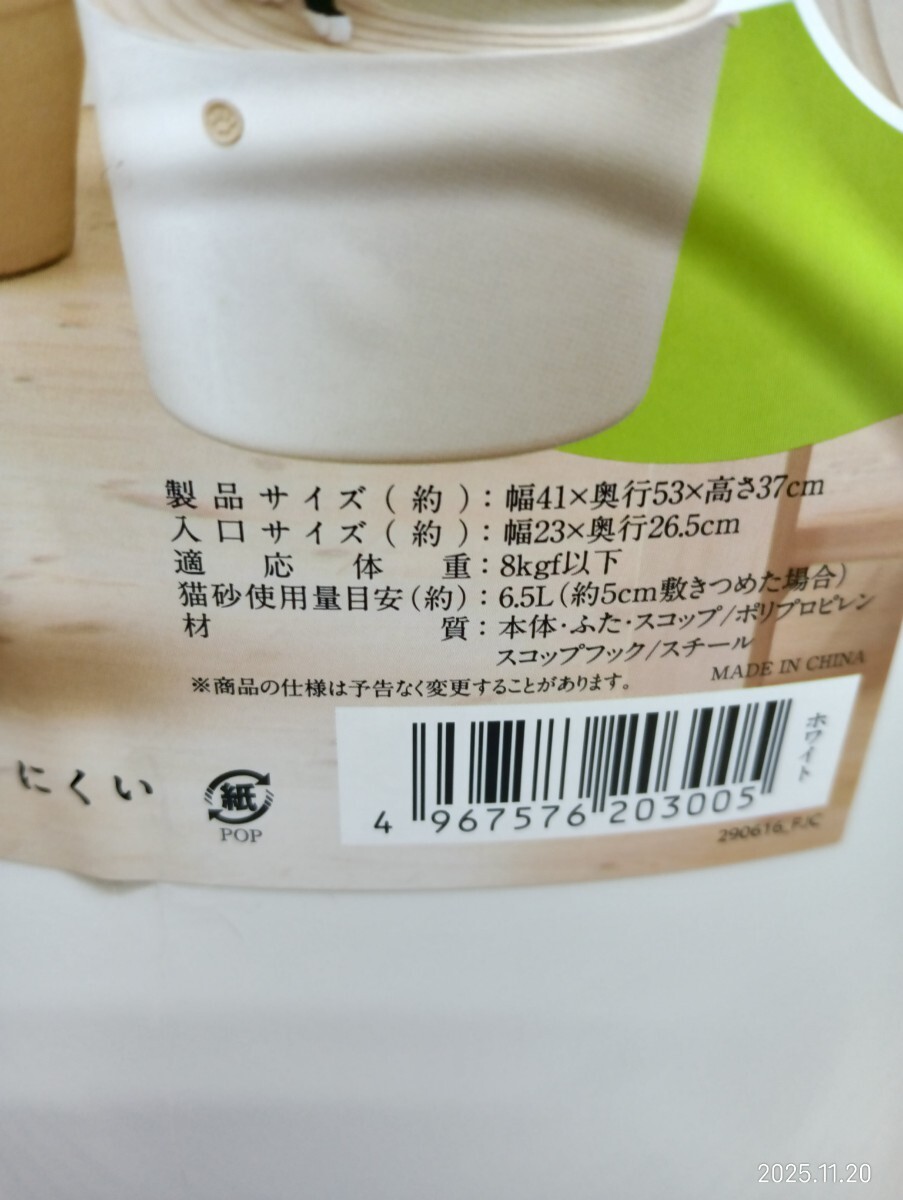 製品サイズ(約):幅41×奥行53×高さ37cm
入口サイズ(約):幅23×奥行26.5cm
適応体重:8kgf以下
猫砂使用量目安(約):6.5L(約5cm敷きつめた場合)
材質:本体・ふた・スコップ/ポリプロピレン
スコップフック/スチール
MADE IN CHINA
※商品の仕様は予告なく変更することがあります。
ホワイト
にくい
紙
POP
4 967576 203005
290616_FJC
2025.11.20